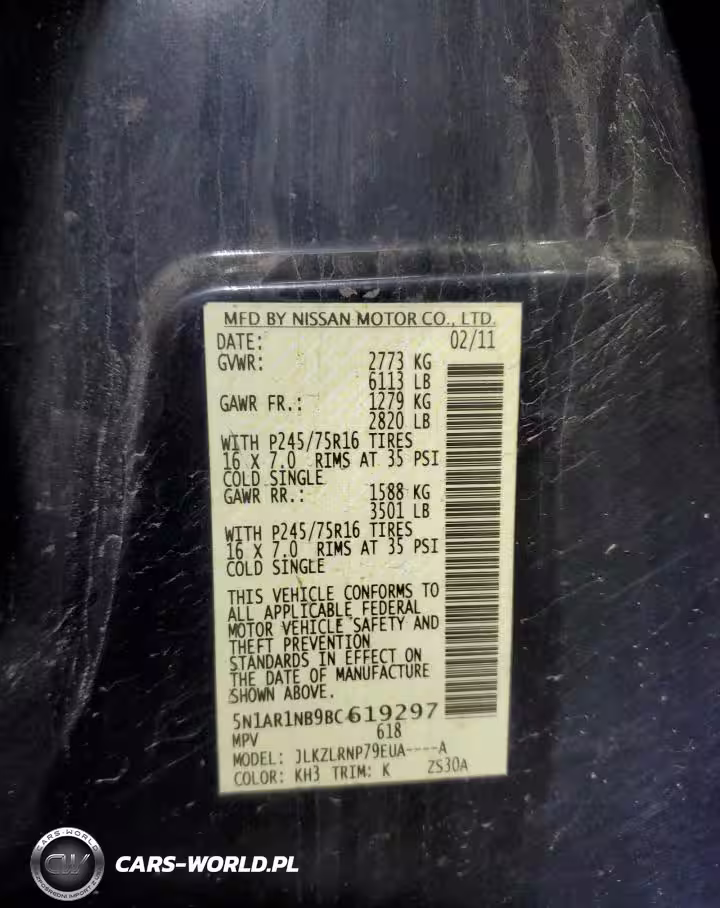 MFD BY NISSAN MOTOR CO., LTD.
DATE: 02/11
GVWR: 2773 KG
6113 LB
GAWR FR.: 1279 KG
2820 LB
WITH P245/75R16 TIRES
16 X 7.0 RIMS AT 35 PSI
COLD SINGLE
GAWR RR.: 1588 KG
3501 LB
WITH P245/75R16 TIRES
16 X 7.0 RIMS AT 35 PSI
COLD SINGLE
THIS VEHICLE CONFORMS TO
ALL APPLICABLE FEDERAL
MOTOR VEHICLE SAFETY AND
THEFT PREVENTION
STANDARDS IN EFFECT ON
THE DATE OF MANUFACTURE
SHOWN ABOVE.
5N1AR1NB9BC619297
MPV 618
MODEL: JLKZLRNP79EUA----A
COLOR: KH3 TRIM: K ZS30A
CARS-WORLD
CW
CARS-WORLD.PL